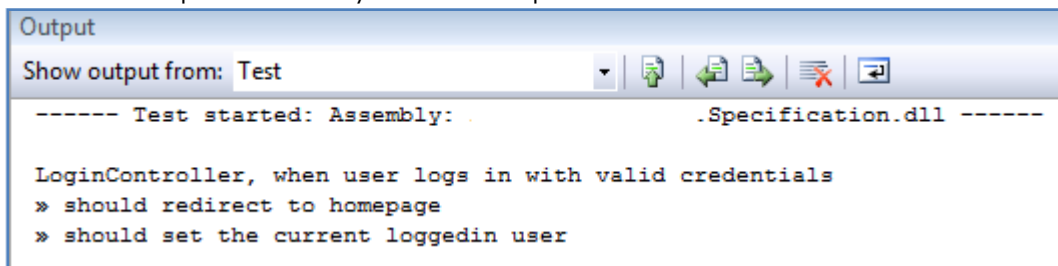 Output
Show output from: Test
------ Test started: Assembly: .Specification.dll ------
LoginController, when user logs in with valid credentials
» should redirect to homepage
» should set the current loggedin user